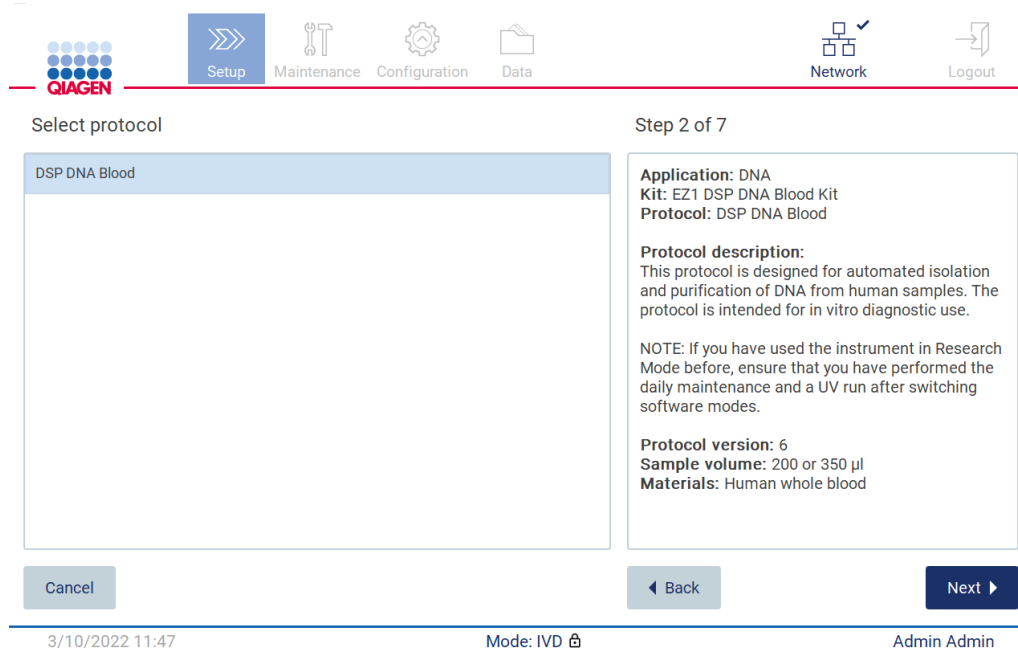 Setup
Maintenance
Configuration
Data
Network
Logout
QIAGEN
Select protocol
Step 2 of 7
DSP DNA Blood
Application: DNA
Kit: EZ1 DSP DNA Blood Kit
Protocol: DSP DNA Blood
Protocol description:
This protocol is designed for automated isolation
and purification of DNA from human samples. The
protocol is intended for in vitro diagnostic use.
NOTE: If you have used the instrument in Research
Mode before, ensure that you have performed the
daily maintenance and a UV run after switching
software modes.
Protocol version: 6
Sample volume: 200 or 350 µl
Materials: Human whole blood
Cancel
Back
Next
3/10/2022 11:47
Mode: IVD
Admin Admin